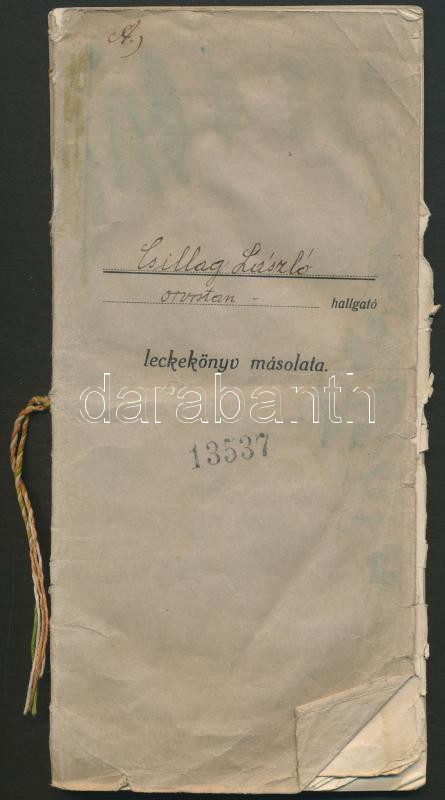 A.)
Csillag László
orvostan - hallgató
leckekönyv másolata.
darabanth
13537